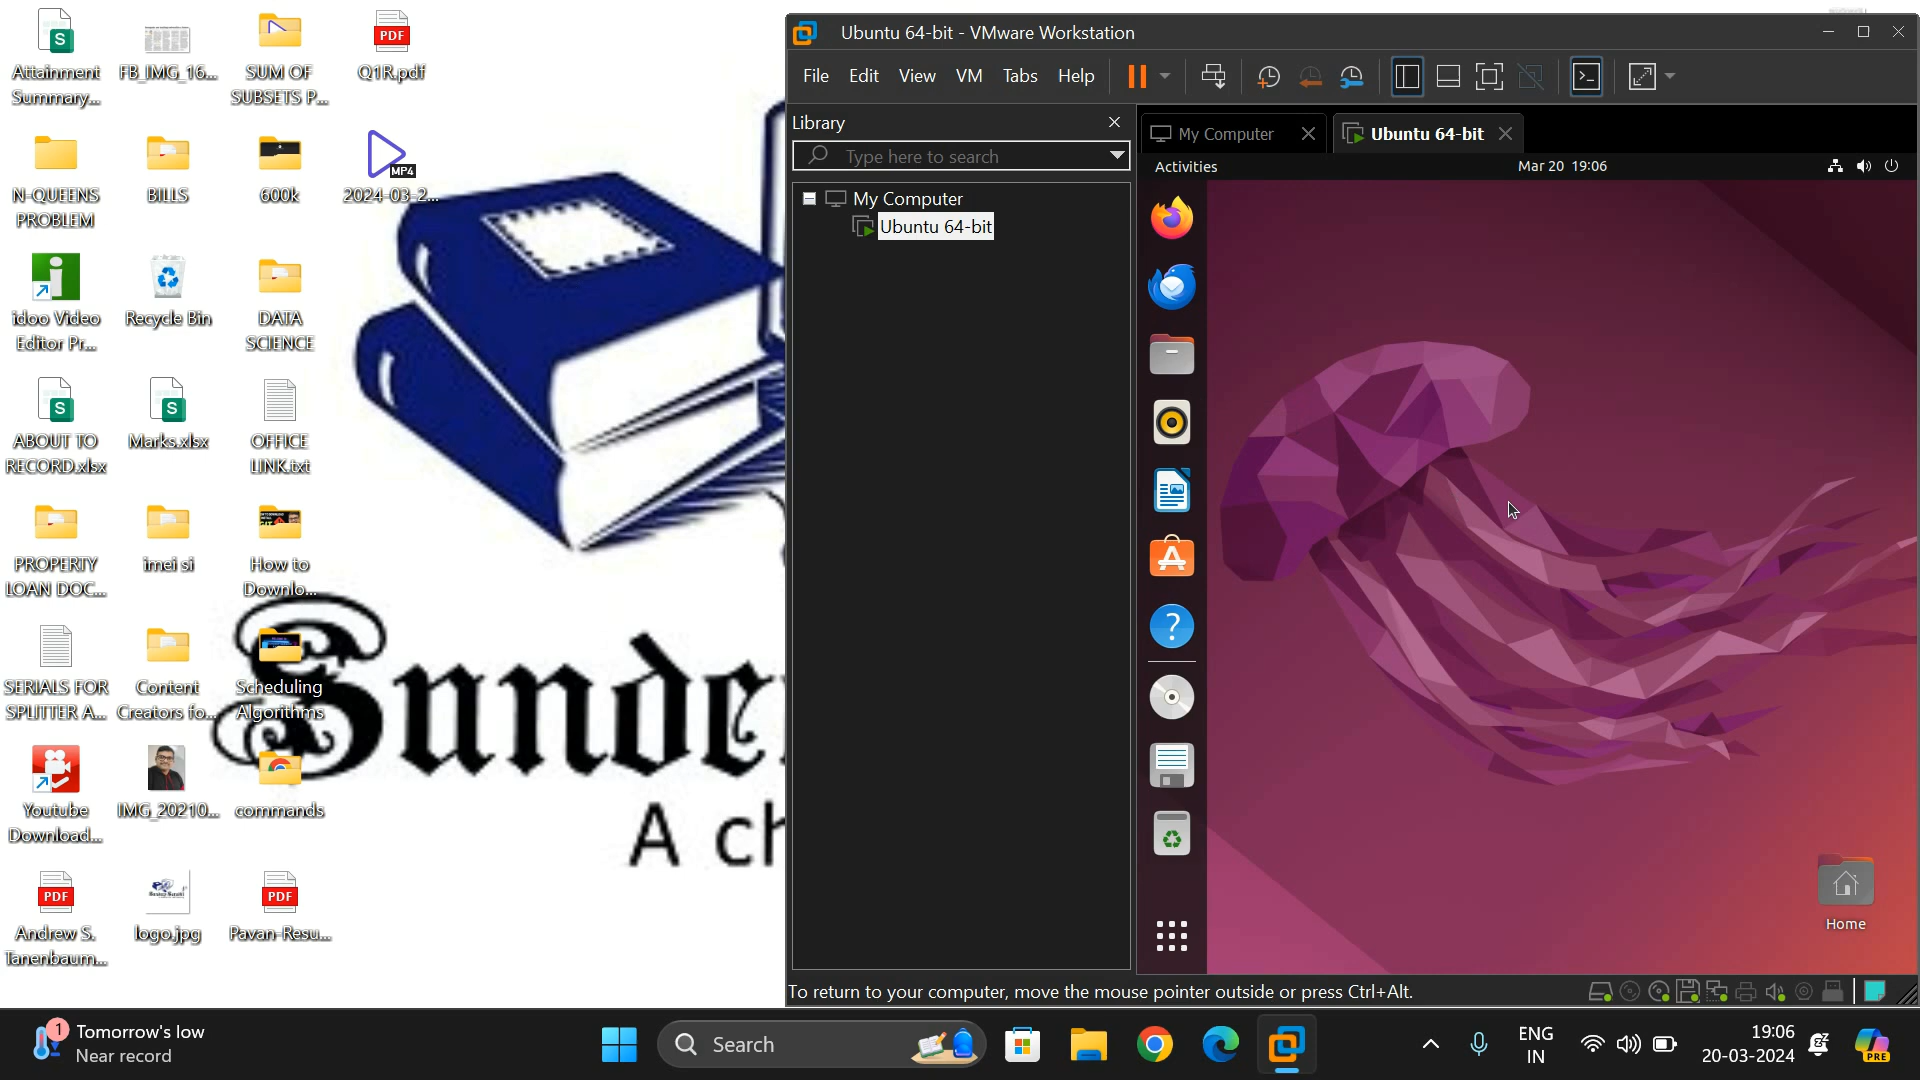 Attainment
Summary...
FB_IMG_16...
SUM OF
SUBSETS P...
PDF
Q1R.pdf
N-QUEENS
PROBLEM
BILLS
600k
MP4
2024-03-2...
idoo Video
Editor Pr...
Recycle Bin
DATA
SCIENCE
ABOUT TO
RECORD.xlsx
Marks.xlsx
OFFICE
LINK.txt
PROPERTY
LOAN DOC...
imei si
How to
Downlo...
SERIALS FOR
SPLITTER A...
Content
Creators fo...
Scheduling
Algorithms
Youtube
Download...
IMG_20210...
commands
PDF
Andrew S.
Tanenbaum...
logo.jpg
PDF
Pavan-Resu...
Sunde
A ch
Ubuntu 64-bit - VMware Workstation
File Edit View VM Tabs Help
Library
Type here to search
My Computer
Ubuntu 64-bit
My Computer
Ubuntu 64-bit
Activities
Mar 20 19:06
Home
To return to your computer, move the mouse pointer outside or press Ctrl+Alt.
1
Tomorrow's low
Near record
Search
ENG
IN
19:06
20-03-2024
PRE